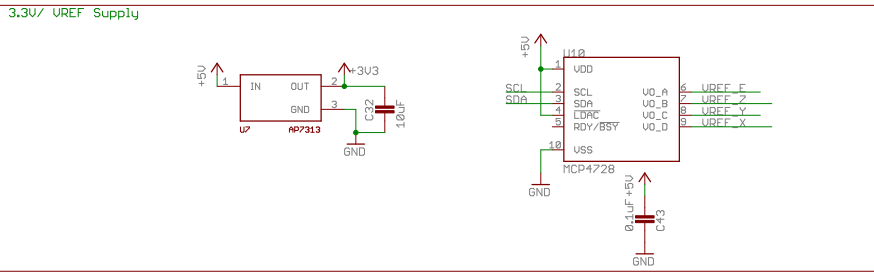 3.3V/ VREF Supply
+5V
1
IN
OUT
2
+3V3
GND
3
U7
AP7313
C32
10uF
GND
+5V
U10
1
VDD
SCL
2
SCL
SDA
3
SDA
4
LDAC
5
RDY/BSY
10
VSS
VO_A
6
VREF_E
VO_B
7
VREF_Z
VO_C
8
VREF_Y
VO_D
9
VREF_X
MCP4728
GND
+5V
0.1uF
C43
GND